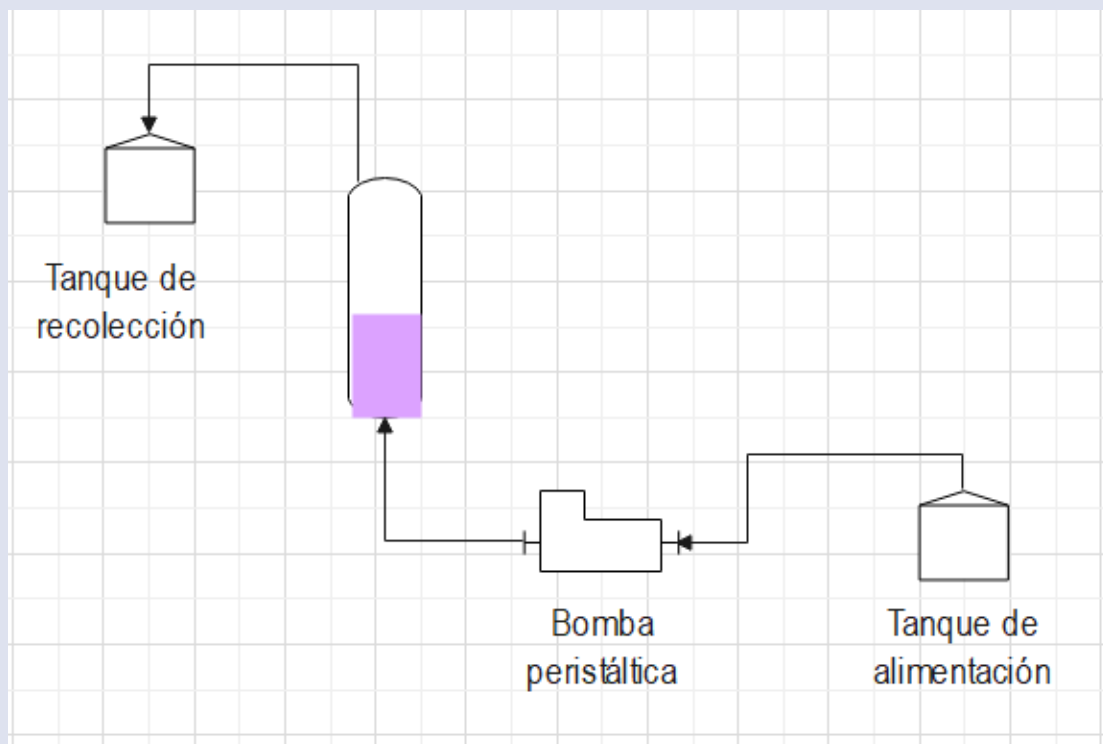 Tanque de
recolección
Bomba
peristáltica
Tanque de
alimentación